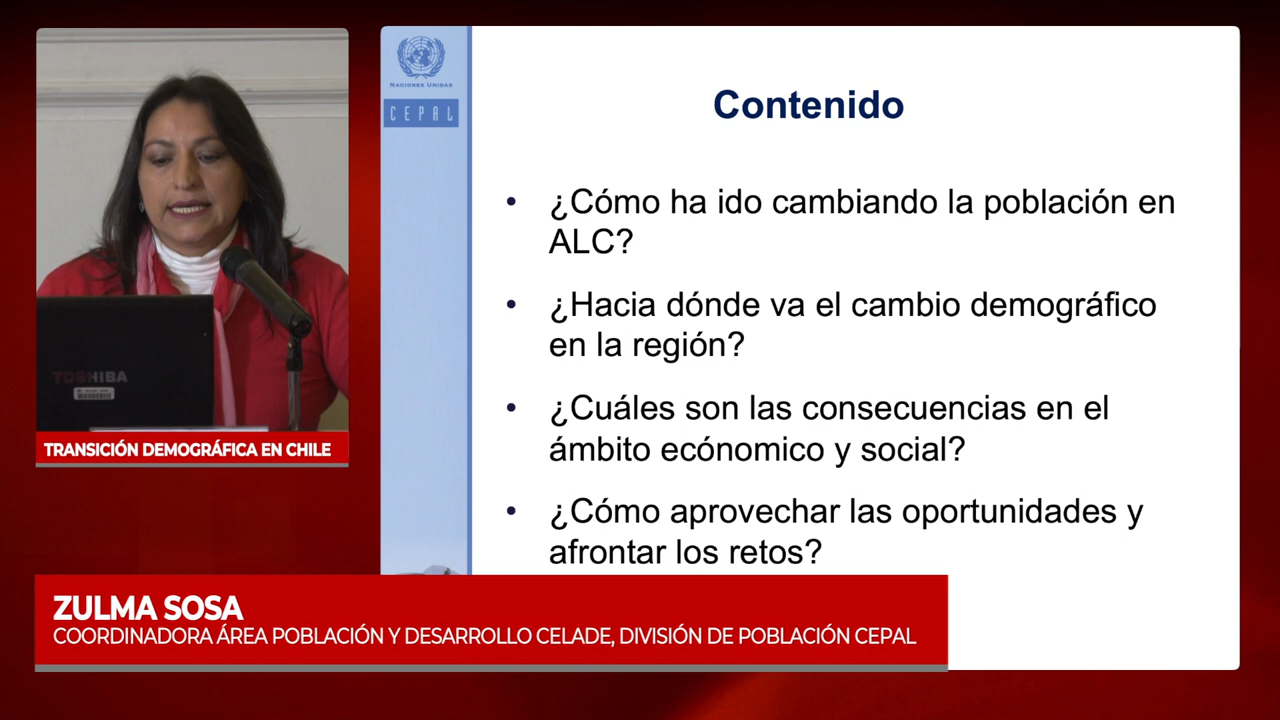 NACIONES UNIDAS
CEPAL
Contenido
• ¿Cómo ha ido cambiando la población en
ALC?
• ¿Hacia dónde va el cambio demográfico
en la región?
• ¿Cuáles son las consecuencias en el
ámbito ecónomico y social?
• ¿Cómo aprovechar las oportunidades y
afrontar los retos?
TOSHIBA
TRANSICIÓN DEMOGRÁFICA EN CHILE
ZULMA SOSA
COORDINADORA ÁREA POBLACIÓN Y DESARROLLO CELADE, DIVISIÓN DE POBLACIÓN CEPAL